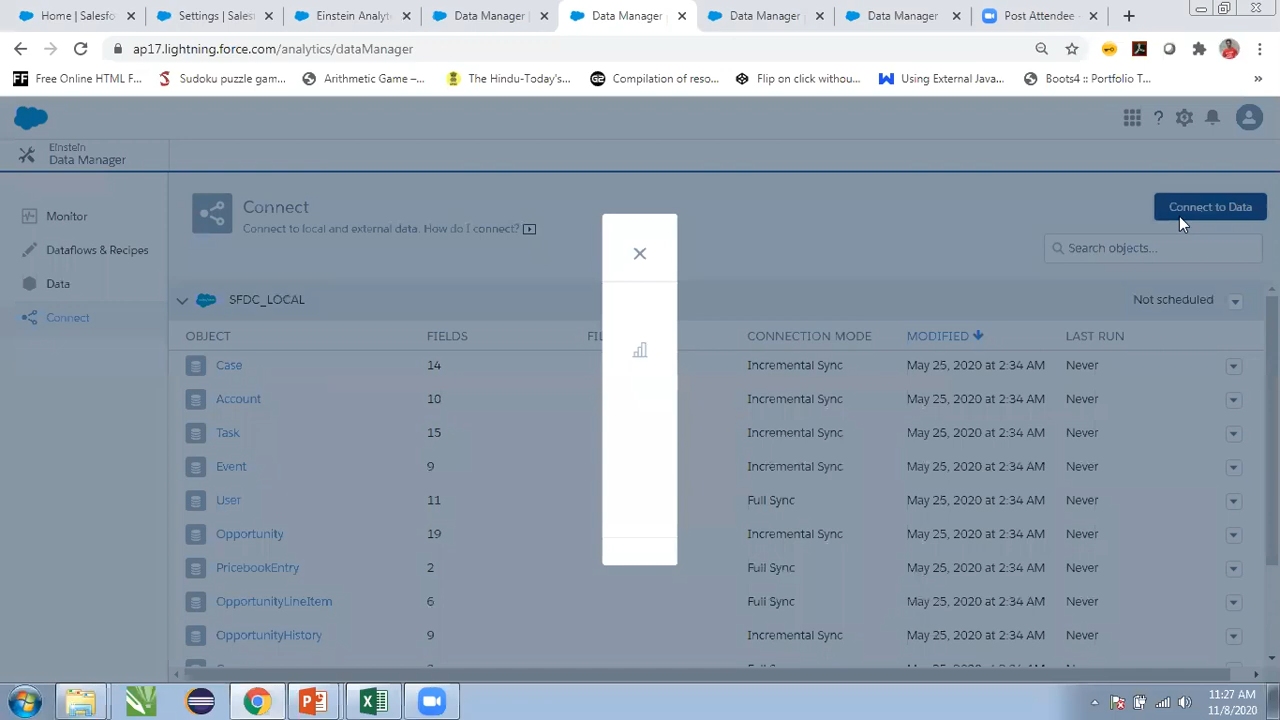 Home | Salesfo
Settings | Sales
Einstein Analyt
Data Manager
Data Manager
Data Manager
Data Manager
Post Attendee -
ap17.lightning.force.com/analytics/dataManager
Free Online HTML F...
Sudoku puzzle gam...
Arithmetic Game –...
The Hindu-Today's...
Compilation of reso...
Flip on click withou...
Using External Java...
Boots4 :: Portfolio T...
»
Einstein
Data Manager
Monitor
Dataflows & Recipes
Data
Connect
Connect
Connect to local and external data. How do I connect?
Connect to Data
Search objects...
SFDC_LOCAL
Not scheduled
OBJECT FIELDS FIL CONNECTION MODE MODIFIED LAST RUN
Case 14 Incremental Sync May 25, 2020 at 2:34 AM Never
Account 10 Incremental Sync May 25, 2020 at 2:34 AM Never
Task 15 Incremental Sync May 25, 2020 at 2:34 AM Never
Event 9 Incremental Sync May 25, 2020 at 2:34 AM Never
User 11 Full Sync May 25, 2020 at 2:34 AM Never
Opportunity 19 Incremental Sync May 25, 2020 at 2:34 AM Never
PricebookEntry 2 Full Sync May 25, 2020 at 2:34 AM Never
OpportunityLineItem 6 Full Sync May 25, 2020 at 2:34 AM Never
OpportunityHistory 9 Incremental Sync May 25, 2020 at 2:34 AM Never
11:27 AM
11/8/2020